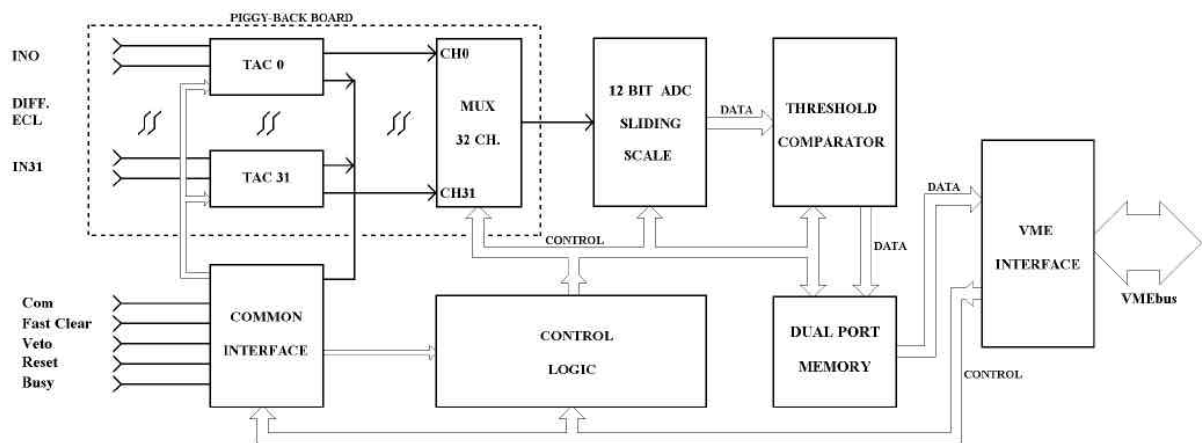 PIGGY-BACK BOARD
INO
DIFF.
ECL
IN31
TAC 0
TAC 31
CH0
MUX
32 CH.
CH31
12 BIT ADC
SLIDING
SCALE
DATA
THRESHOLD
COMPARATOR
DATA
CONTROL
DATA
VME
INTERFACE
VMEbus
Com
Fast Clear
Veto
Reset
Busy
COMMON
INTERFACE
CONTROL
LOGIC
DUAL PORT
MEMORY
CONTROL